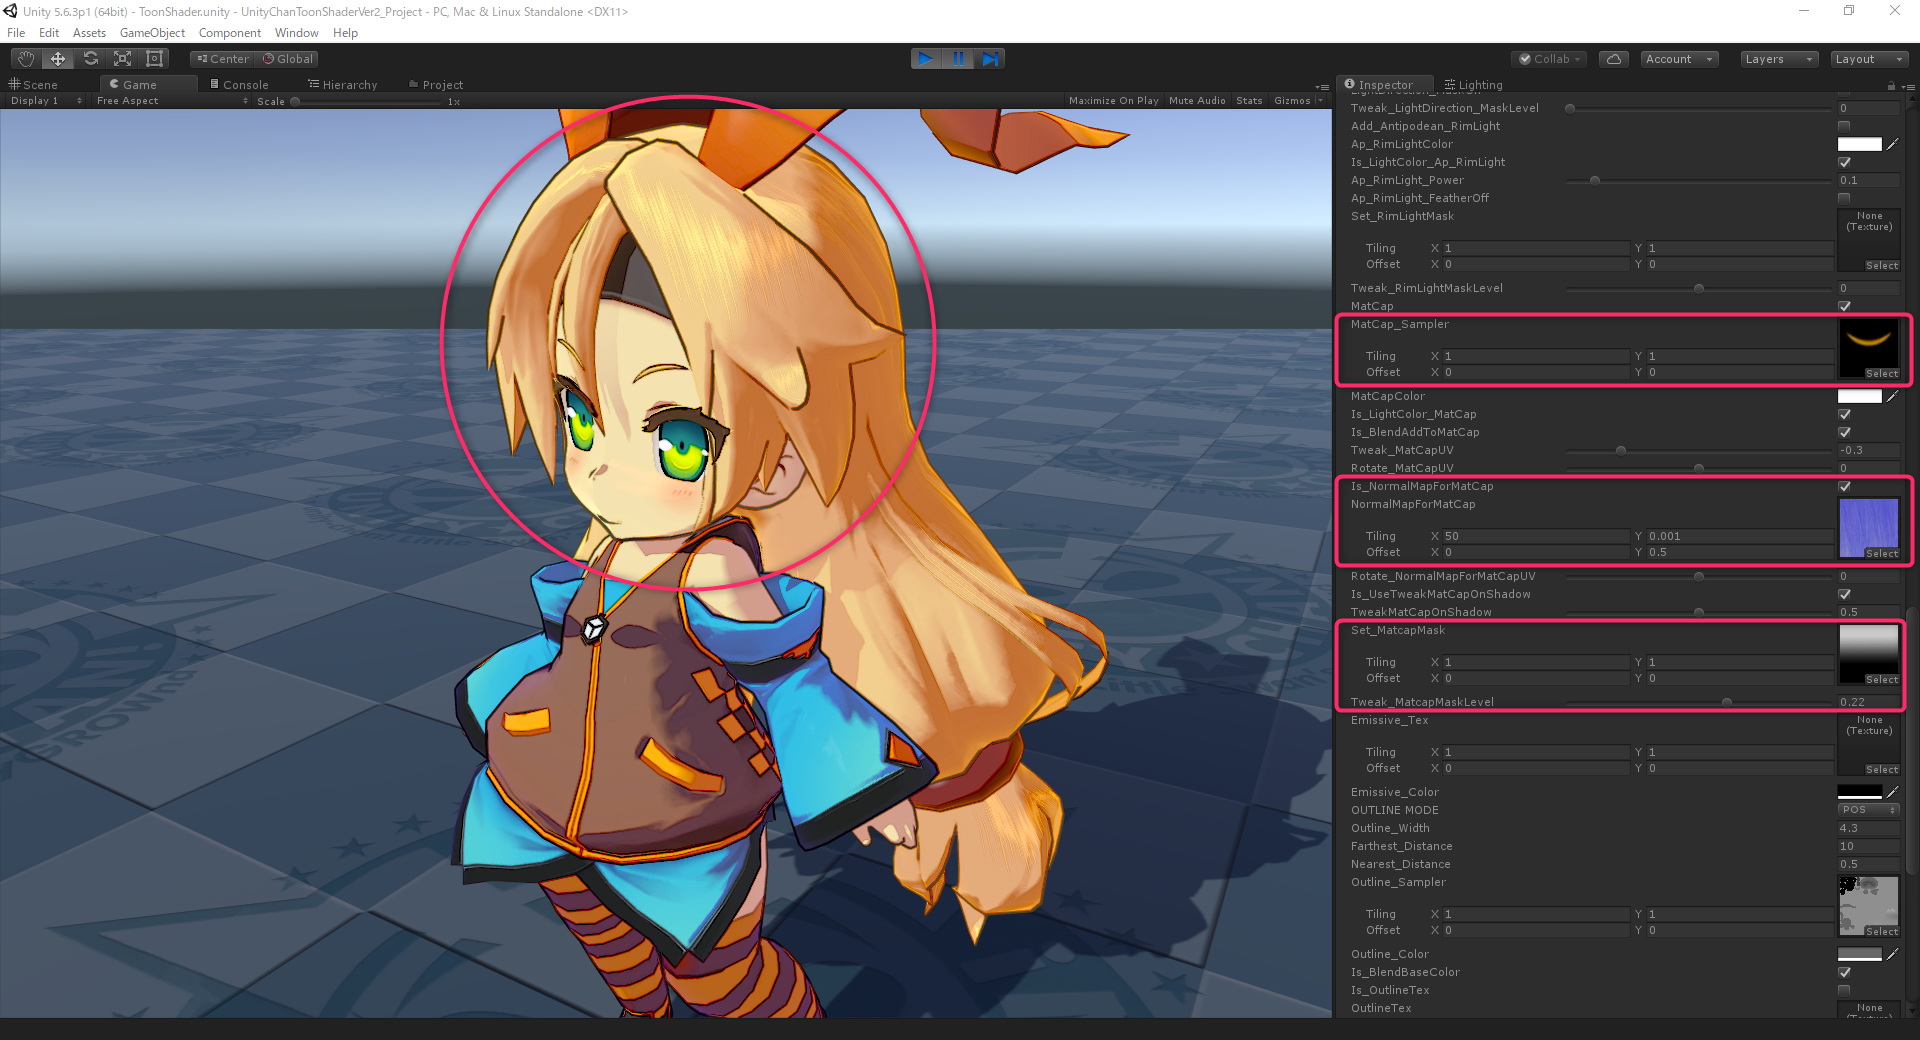 Unity 5.6.3p1 (64bit) - ToonShader.unity - UnityChanToonShaderVer2_Project - PC, Mac & Linux Standalone <DX11>
File Edit Assets GameObject Component Window Help
Center Global Collab Account Layers Layout
Scene Game Console Hierarchy Project Inspector Lighting
Display 1 Free Aspect Scale 1x Maximize On Play Mute Audio Stats Gizmos
Tweak_LightDirection_MaskLevel 0
Add_Antipodean_RimLight
Ap_RimLightColor
Is_LightColor_Ap_RimLight
Ap_RimLight_Power 0.1
Ap_RimLight_FeatherOff
Set_RimLightMask None
(Texture)
Tiling X 1 Y 1
Offset X 0 Y 0 Select
Tweak_RimLightMaskLevel 0
MatCap
MatCap_Sampler
Tiling X 1 Y 1
Offset X 0 Y 0 Select
MatCapColor
Is_LightColor_MatCap
Is_BlendAddToMatCap
Tweak_MatCapUV -0.3
Rotate_MatCapUV 0
Is_NormalMapForMatCap
NormalMapForMatCap
Tiling X 50 Y 0.001
Offset X 0 Y 0.5 Select
Rotate_NormalMapForMatCapUV 0
Is_UseTweakMatCapOnShadow
TweakMatCapOnShadow 0.5
Set_MatcapMask
Tiling X 1 Y 1
Offset X 0 Y 0 Select
Tweak_MatcapMaskLevel 0.22
Emissive_Tex None
(Texture)
Tiling X 1 Y 1
Offset X 0 Y 0 Select
Emissive_Color
OUTLINE MODE POS
Outline_Width 4.3
Farthest_Distance 10
Nearest_Distance 0.5
Outline_Sampler
Tiling X 1 Y 1
Offset X 0 Y 0 Select
Outline_Color
Is_BlendBaseColor
Is_OutlineTex
OutlineTex None